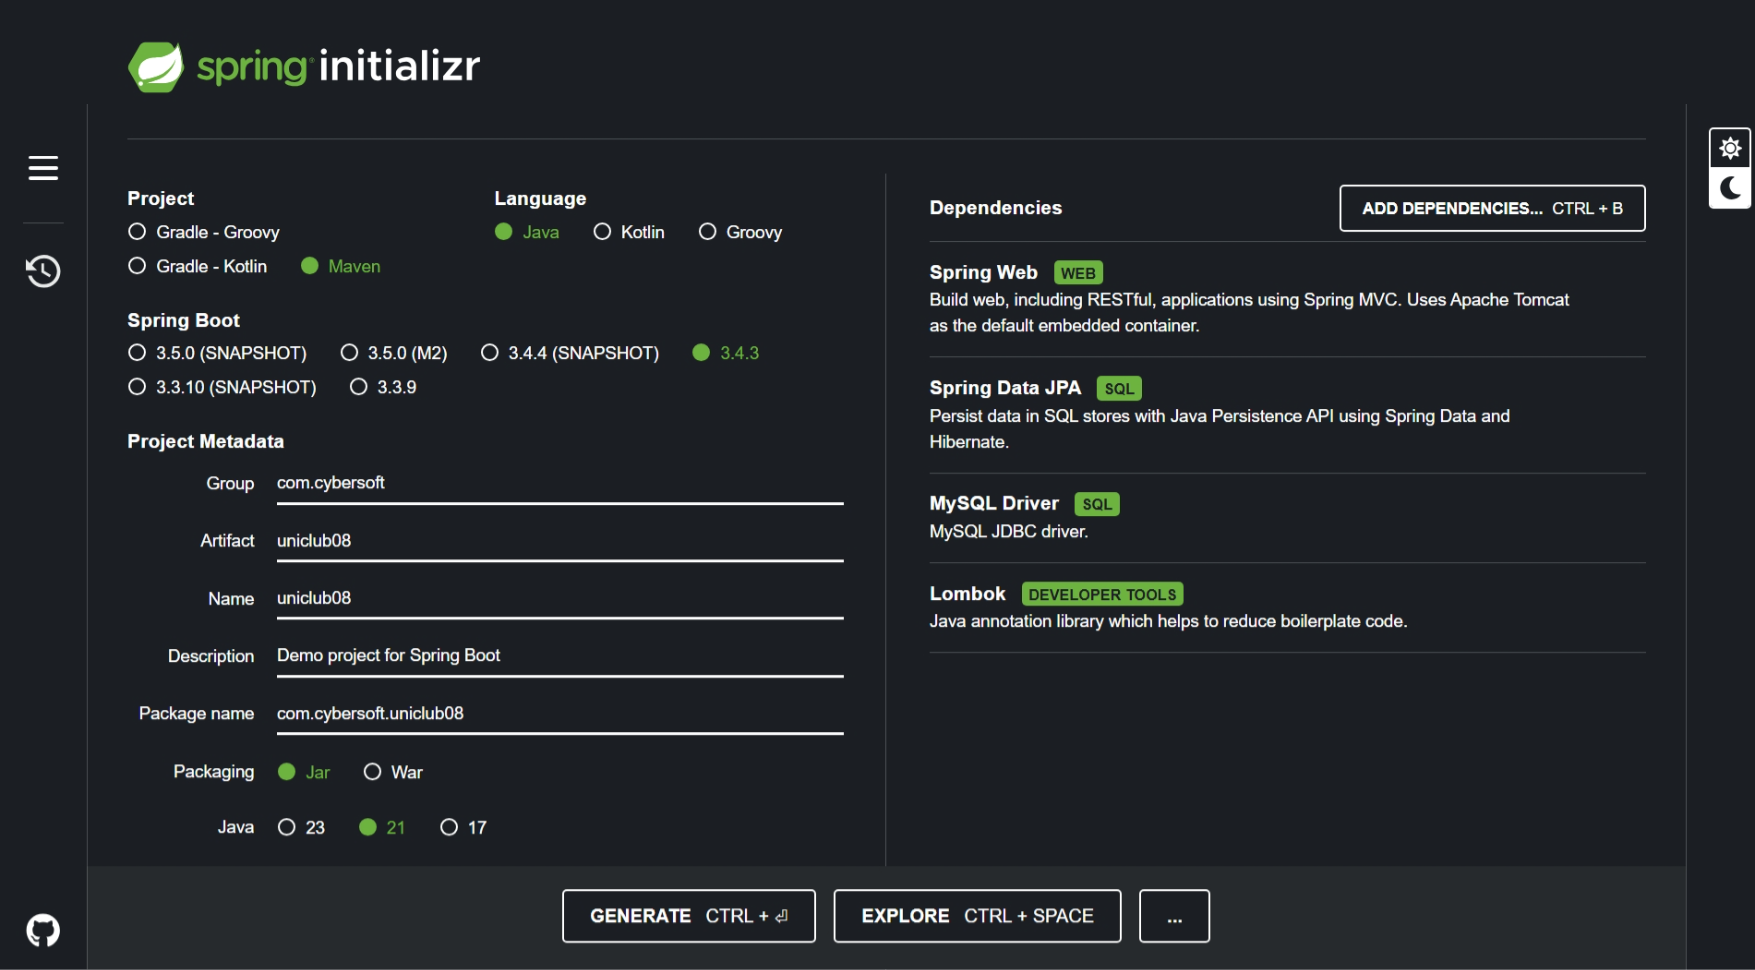 spring initializr
Project
Gradle - Groovy
Gradle - Kotlin Maven
Language
Java Kotlin Groovy
Spring Boot
3.5.0 (SNAPSHOT) 3.5.0 (M2) 3.4.4 (SNAPSHOT) 3.4.3
3.3.10 (SNAPSHOT) 3.3.9
Project Metadata
Group com.cybersoft
Artifact uniclub08
Name uniclub08
Description Demo project for Spring Boot
Package name com.cybersoft.uniclub08
Packaging Jar War
Java 23 21 17
Dependencies
ADD DEPENDENCIES... CTRL + B
Spring Web WEB
Build web, including RESTful, applications using Spring MVC. Uses Apache Tomcat
as the default embedded container.
Spring Data JPA SQL
Persist data in SQL stores with Java Persistence API using Spring Data and
Hibernate.
MySQL Driver SQL
MySQL JDBC driver.
Lombok DEVELOPER TOOLS
Java annotation library which helps to reduce boilerplate code.
GENERATE CTRL + ⏎
EXPLORE CTRL + SPACE
...